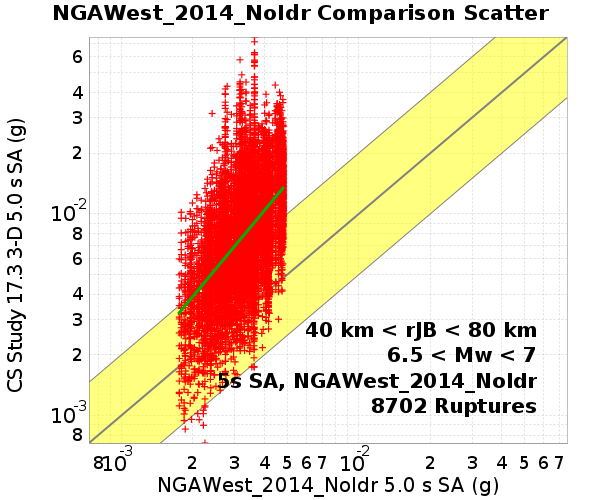 NGAWest_2014_NoIdr Comparison Scatter
CS Study 17.3 3-D 5.0 s SA (g)
6
4
3
2
10-2
8
6
4
3
2
10-3
8
40 km < rJB < 80 km
6.5 < Mw < 7
5s SA, NGAWest_2014_NoIdr
8702 Ruptures
8 10-3 2 3 4 5 6 7 10-2 2 3 4 5 6 7
NGAWest_2014_NoIdr 5.0 s SA (g)